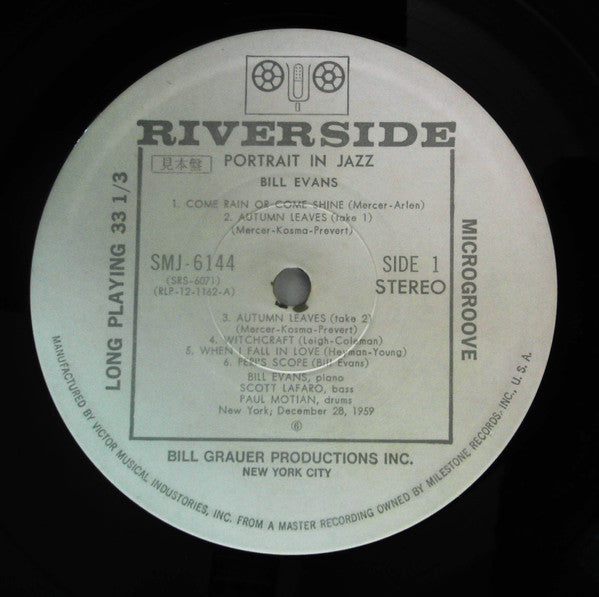 RIVERSIDE
見本盤
PORTRAIT IN JAZZ
BILL EVANS
1. COME RAIN OR COME SHINE (Mercer-Arlen)
2. AUTUMN LEAVES (take 1)
(Mercer-Kosma-Prevert)
SMJ-6144
(SRS-6071)
(RLP-12-1162-A)
SIDE 1
STEREO
3. AUTUMN LEAVES (take 2)
(Mercer-Kosma-Prevert)
4. WITCHCRAFT (Leigh-Coleman)
5. WHEN I FALL IN LOVE (Heyman-Young)
6. PERI'S SCOPE (Bill Evans)
BILL EVANS, piano
SCOTT LAFARO, bass
PAUL MOTIAN, drums
New York; December 28, 1959
⑥
LONG PLAYING 33 1/3
MICROGROOVE
BILL GRAUER PRODUCTIONS INC.
NEW YORK CITY
MANUFACTURED BY VICTOR MUSICAL INDUSTORIES, INC. FROM A MASTER RECORDING OWNED BY MILESTONE RECORDS. INC., U. S. A.